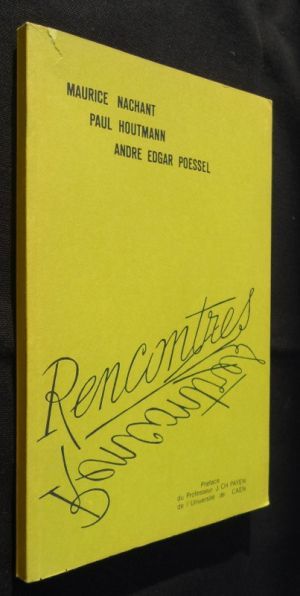 MAURICE NACHANT
PAUL HOUTMANN
ANDRE EDGAR POESSEL
Rencontres
Préface
du Professeur J. CH PAYEN
de l'Université de CAEN